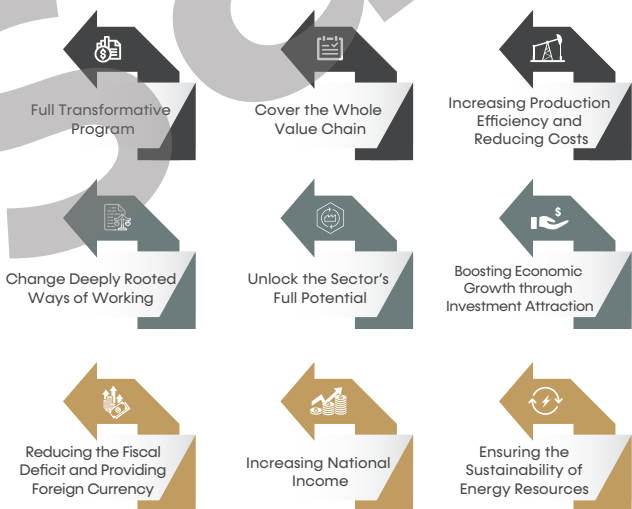 Full Transformative
Program
Cover the Whole
Value Chain
Increasing Production
Efficiency and
Reducing Costs
Change Deeply Rooted
Ways of Working
Unlock the Sector's
Full Potential
Boosting Economic
Growth through
Investment Attraction
Reducing the Fiscal
Deficit and Providing
Foreign Currency
Increasing National
Income
Ensuring the
Sustainability of
Energy Resources